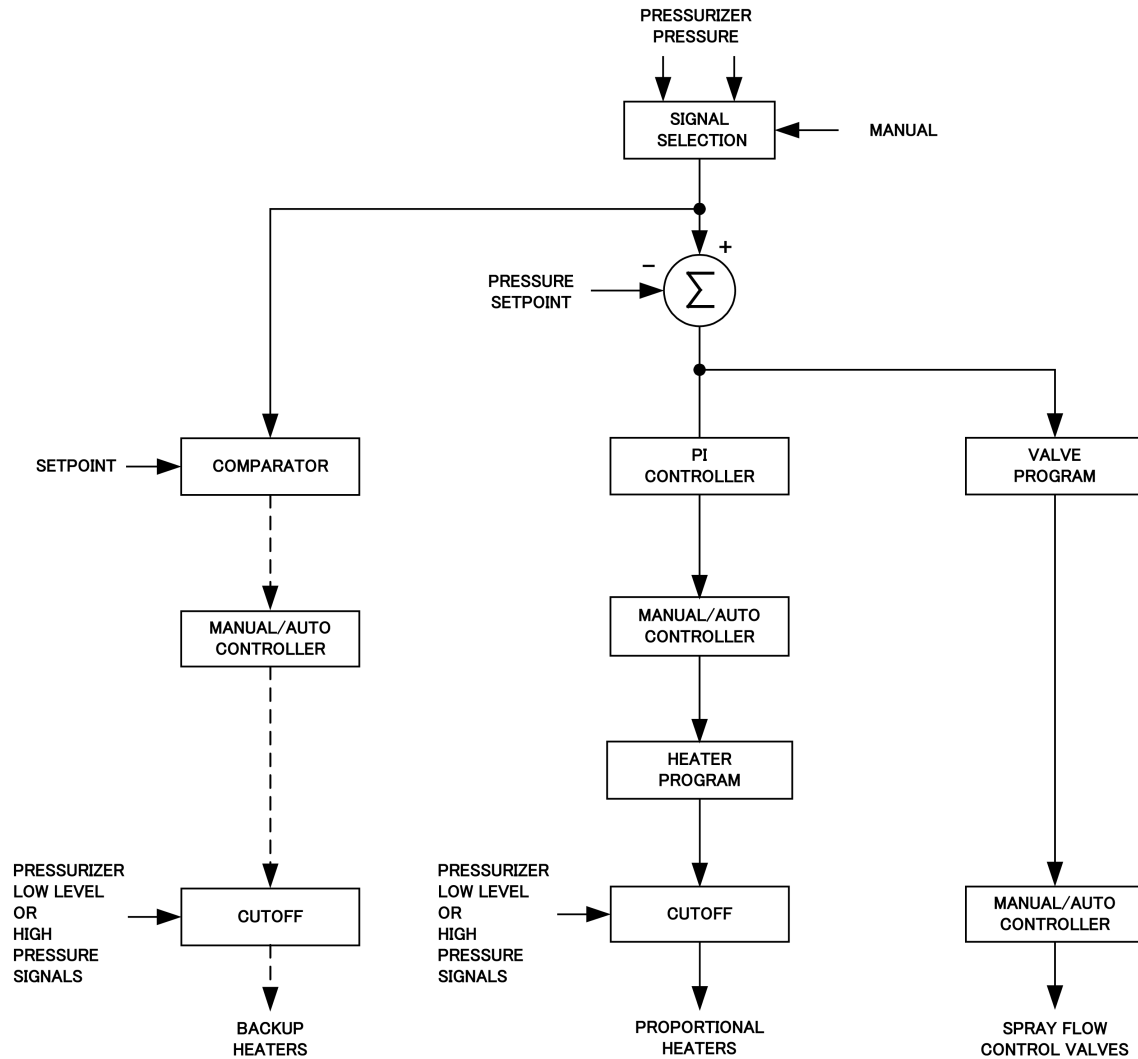 PRESSURIZER
PRESSURE
SIGNAL
SELECTION
MANUAL
+
−
Σ
PRESSURE
SETPOINT
SETPOINT
COMPARATOR
PI
CONTROLLER
VALVE
PROGRAM
MANUAL/AUTO
CONTROLLER
MANUAL/AUTO
CONTROLLER
HEATER
PROGRAM
PRESSURIZER
LOW LEVEL
OR
HIGH
PRESSURE
SIGNALS
CUTOFF
PRESSURIZER
LOW LEVEL
OR
HIGH
PRESSURE
SIGNALS
CUTOFF
MANUAL/AUTO
CONTROLLER
BACKUP
HEATERS
PROPORTIONAL
HEATERS
SPRAY FLOW
CONTROL VALVES